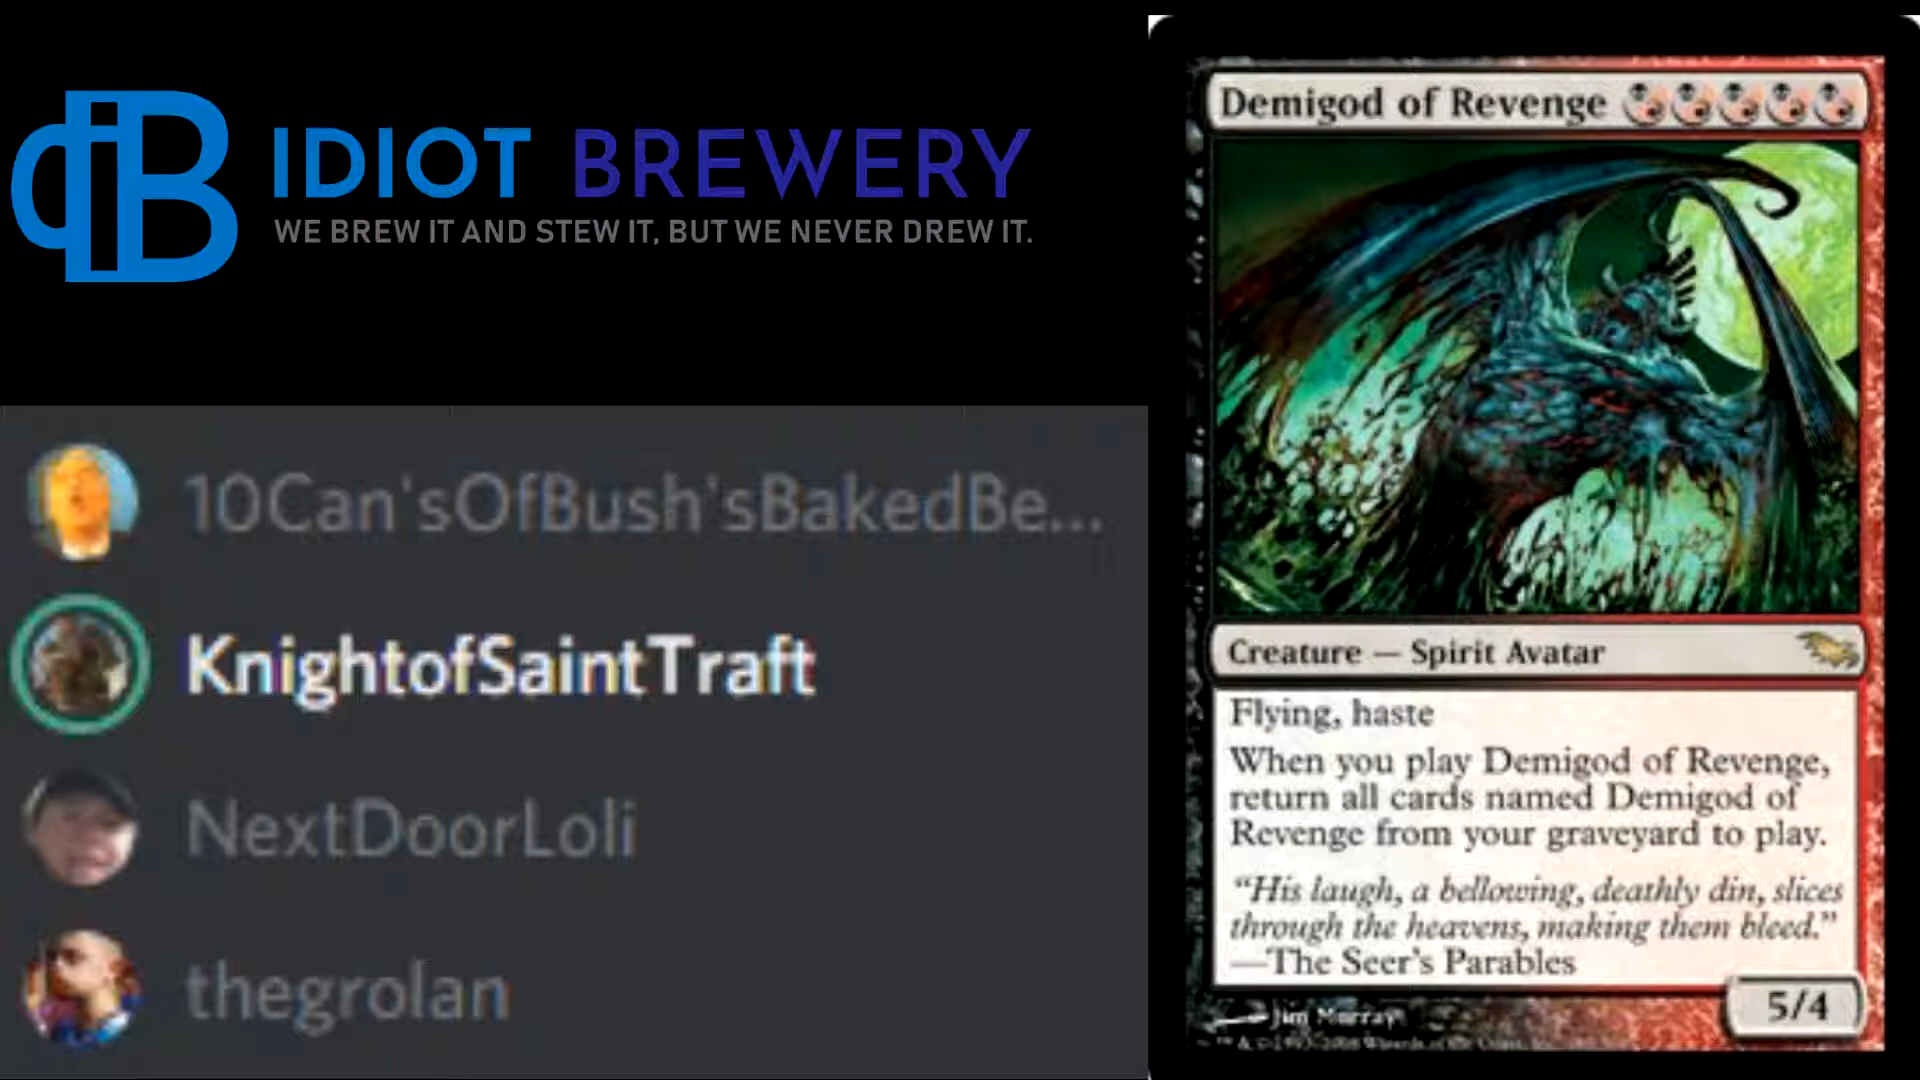 iB IDIOT BREWERY
WE BREW IT AND STEW IT, BUT WE NEVER DREW IT.
10Can'sOfBush'sBakedBe...
KnightofSaintTraft
NextDoorLoli
thegrolan
Demigod of Revenge
Creature — Spirit Avatar
Flying, haste
When you play Demigod of Revenge,
return all cards named Demigod of
Revenge from your graveyard to play.
“His laugh, a bellowing, deathly din, slices
through the heavens, making them bleed.”
—The Seer's Parables
5/4
Jim Murray